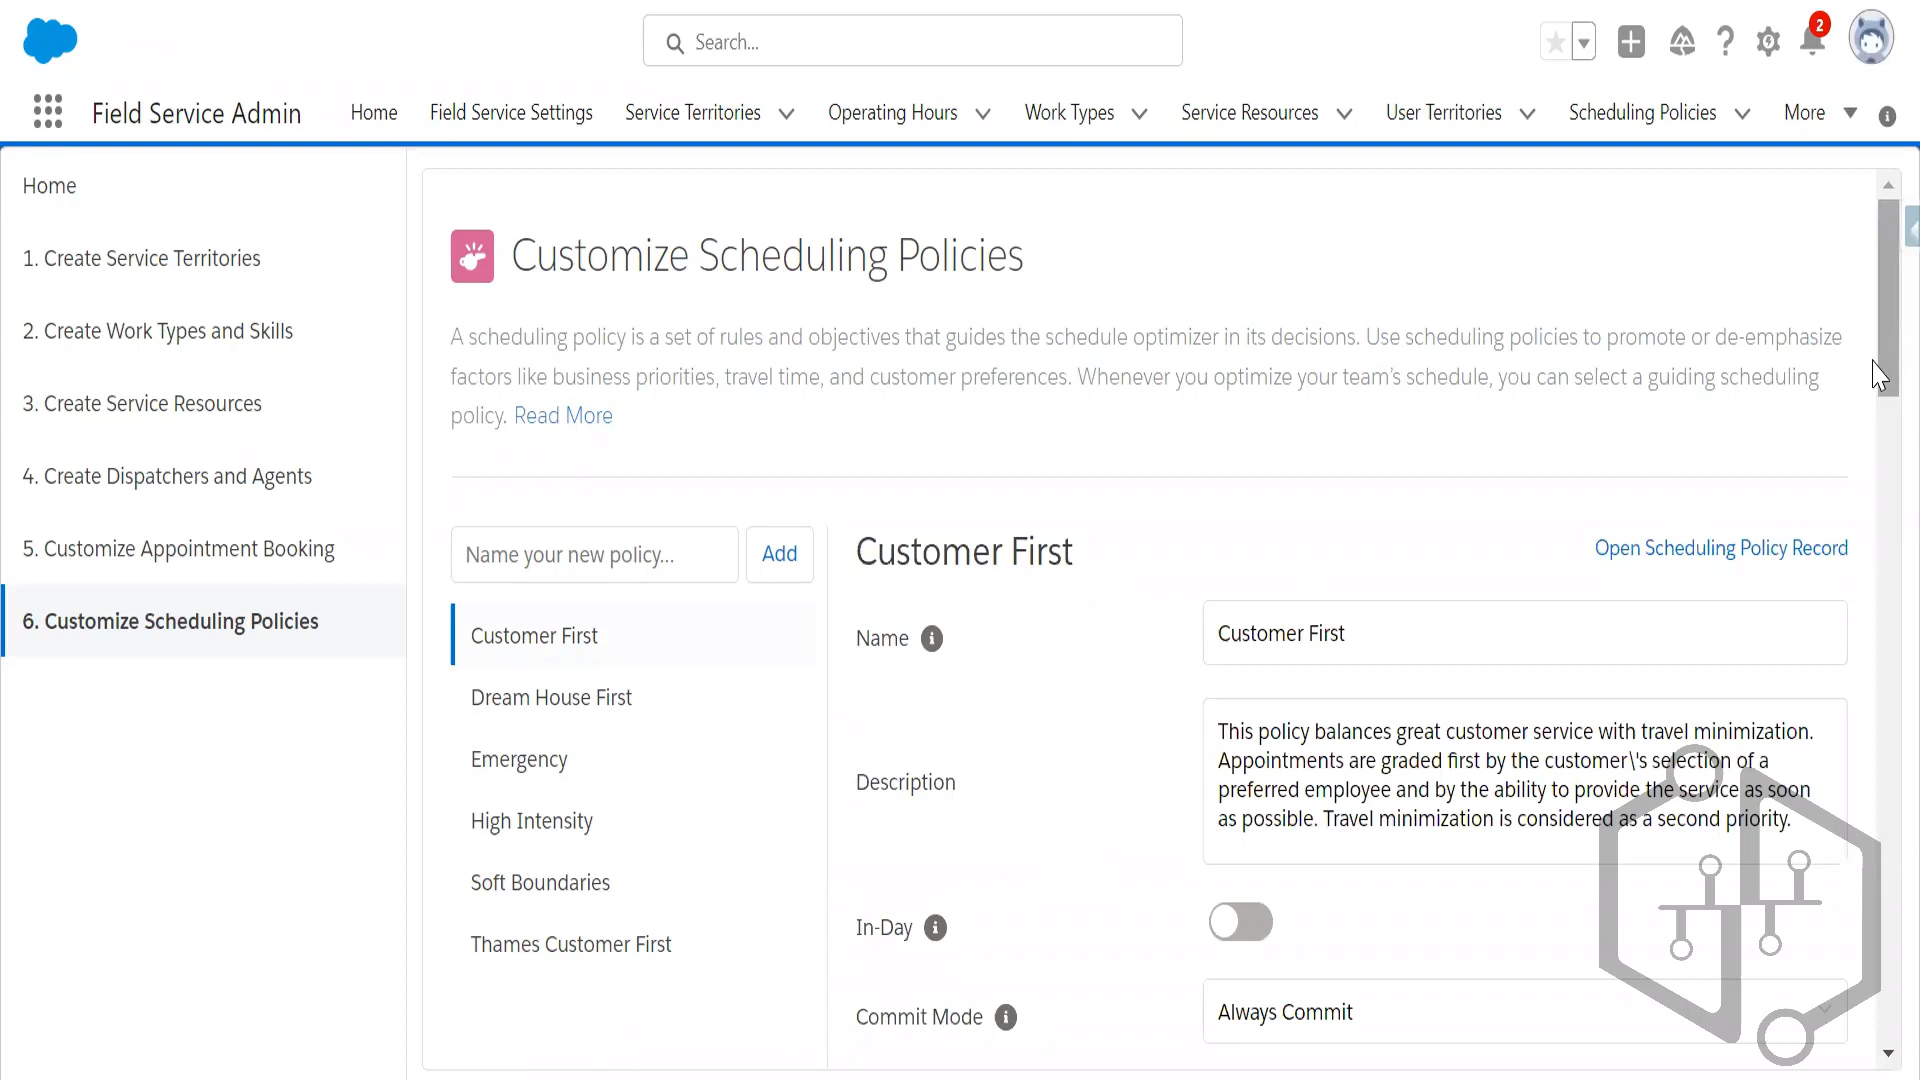 Search...
2
Field Service Admin
Home
Field Service Settings
Service Territories
Operating Hours
Work Types
Service Resources
User Territories
Scheduling Policies
More
Home
1. Create Service Territories
2. Create Work Types and Skills
3. Create Service Resources
4. Create Dispatchers and Agents
5. Customize Appointment Booking
6. Customize Scheduling Policies
Customize Scheduling Policies
A scheduling policy is a set of rules and objectives that guides the schedule optimizer in its decisions. Use scheduling policies to promote or de-emphasize
factors like business priorities, travel time, and customer preferences. Whenever you optimize your team's schedule, you can select a guiding scheduling
policy. Read More
Name your new policy...
Add
Customer First
Dream House First
Emergency
High Intensity
Soft Boundaries
Thames Customer First
Customer First
Open Scheduling Policy Record
Name
Customer First
Description
This policy balances great customer service with travel minimization.
Appointments are graded first by the customer\'s selection of a
preferred employee and by the ability to provide the service as soon
as possible. Travel minimization is considered as a second priority.
In-Day
Commit Mode
Always Commit